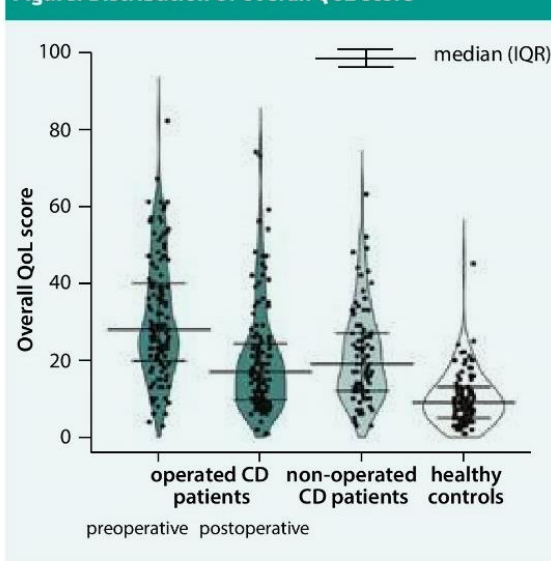 median (IQR)
Overall QoL score
100
80
60
40
20
0
operated CD patients
non-operated CD patients
healthy controls
preoperative
postoperative